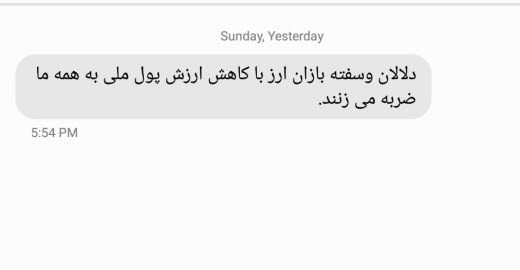 Sunday, Yesterday
دلالان وسفته بازان ارز با کاهش ارزش پول ملی به همه ما
ضربه می زنند.
5:54 PM